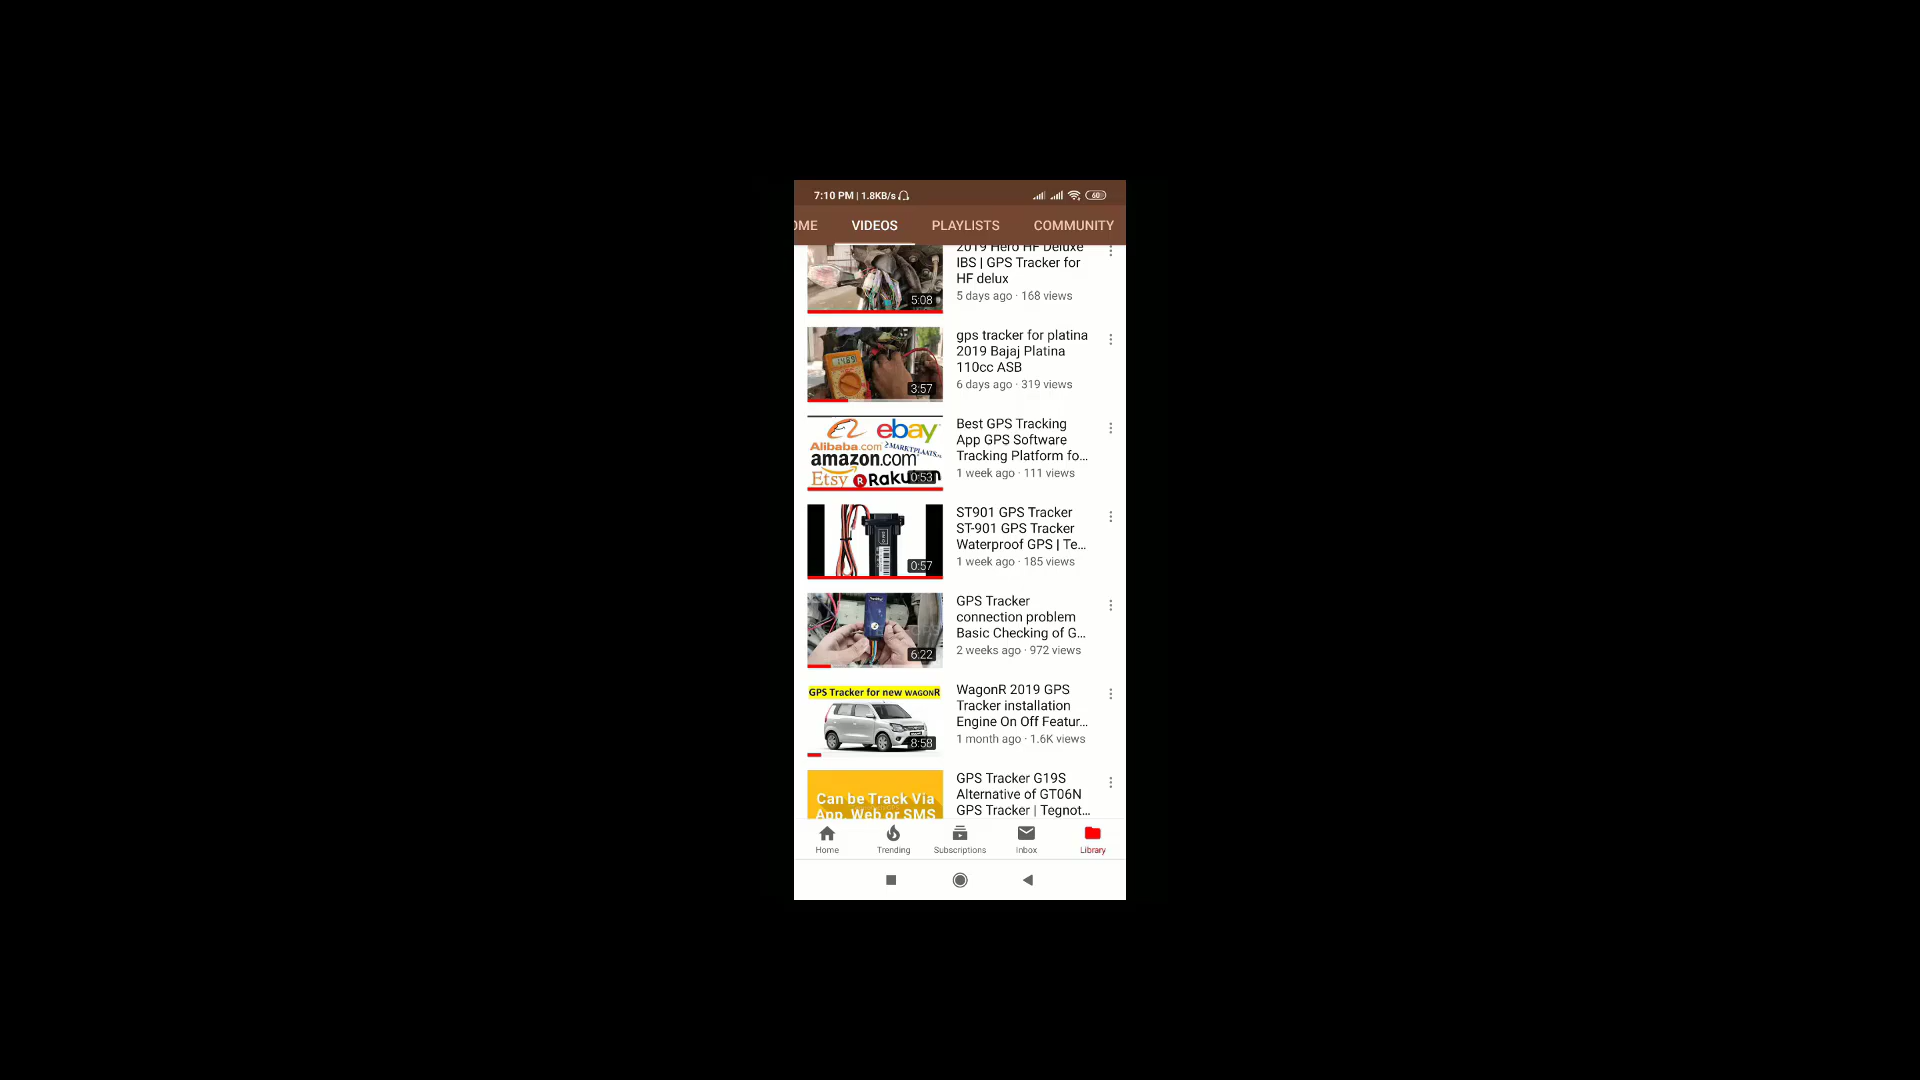 7:10 PM | 1.8KB/s
60
OME
VIDEOS
PLAYLISTS
COMMUNITY
2019 Hero HF Deluxe
IBS | GPS Tracker for
HF delux
5 days ago · 168 views
5:08
gps tracker for platina
2019 Bajaj Platina
110cc ASB
6 days ago · 319 views
3:57
Alibaba.com
ebay
amazon.com
Etsy
0:53
Best GPS Tracking
App GPS Software
Tracking Platform fo...
1 week ago · 111 views
ST901 GPS Tracker
ST-901 GPS Tracker
Waterproof GPS | Te...
1 week ago · 185 views
0:57
GPS Tracker
connection problem
Basic Checking of G...
2 weeks ago · 972 views
6:22
GPS Tracker for new WAGONR
8:58
WagonR 2019 GPS
Tracker installation
Engine On Off Featur...
1 month ago · 1.6K views
Can be Track Via
App, Web or SMS
GPS Tracker G19S
Alternative of GT06N
GPS Tracker | Tegnot...
Home
Trending
Subscriptions
Inbox
Library